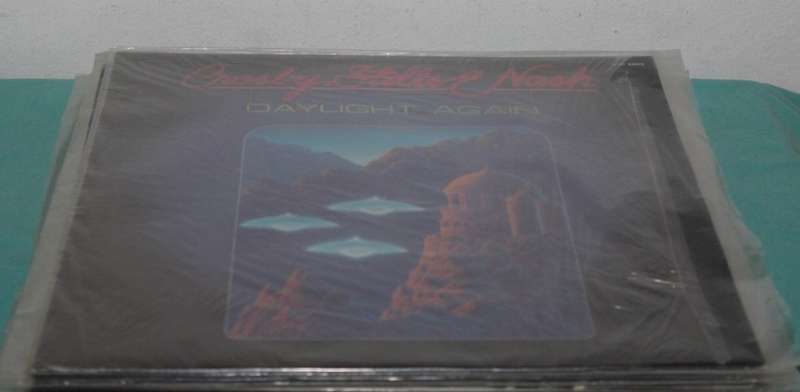 Crosby, Stills & Nash
DAYLIGHT AGAIN